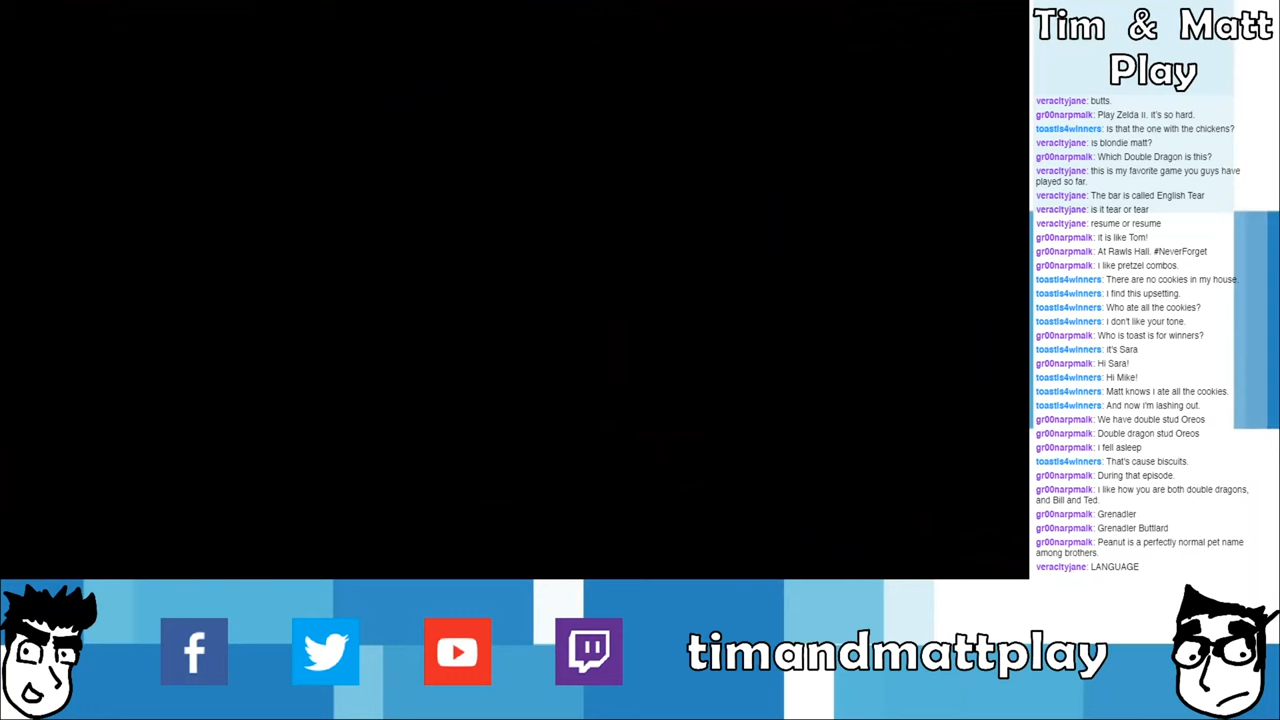 Tim & Matt
Play
veracityjane: butts.
gr00narpmalk: Play Zelda II. it's so hard.
toastis4winners: is that the one with the chickens?
veracityjane: is blondie matt?
gr00narpmalk: Which Double Dragon is this?
veracityjane: this is my favorite game you guys have
played so far.
veracityjane: The bar is called English Tear
veracityjane: is it tear or tear
veracityjane: resume or resume
gr00narpmalk: it is like Tom!
gr00narpmalk: At Rawls Hall. #NeverForget
gr00narpmalk: i like pretzel combos.
toastis4winners: There are no cookies in my house.
toastis4winners: I find this upsetting.
toastis4winners: Who ate all the cookies?
toastis4winners: i don't like your tone.
gr00narpmalk: Who is toast is for winners?
toastis4winners: it's Sara
gr00narpmalk: Hi Sara!
toastis4winners: Hi Mike!
toastis4winners: Matt knows i ate all the cookies.
toastis4winners: And now i'm lashing out.
gr00narpmalk: We have double stud Oreos
gr00narpmalk: Double dragon stud Oreos
gr00narpmalk: I fell asleep
toastis4winners: That's cause biscuits.
gr00narpmalk: During that episode.
gr00narpmalk: I like how you are both double dragons,
and Bill and Ted.
gr00narpmalk: Grenadier
gr00narpmalk: Grenadier Buttlard
gr00narpmalk: Peanut is a perfectly normal pet name
among brothers.
veracityjane: LANGUAGE
timandmattplay